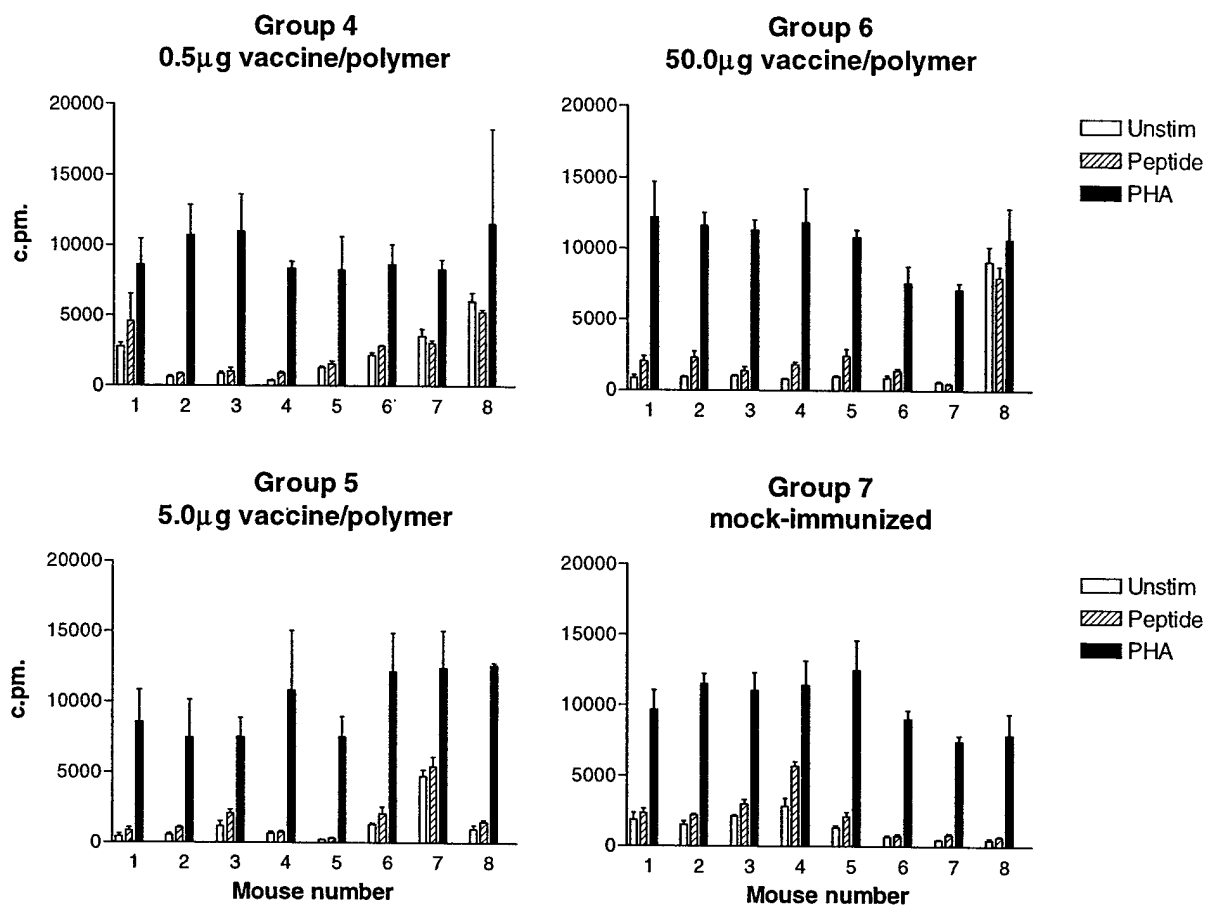 Group 4
0.5µg vaccine/polymer
20000
15000
10000
5000
0
c.pm.
1 2 3 4 5 6 7 8
Group 6
50.0µg vaccine/polymer
20000
15000
10000
5000
0
1 2 3 4 5 6 7 8
Unstim
Peptide
PHA
Group 5
5.0µg vaccine/polymer
20000
15000
10000
5000
0
c.pm.
1 2 3 4 5 6 7 8
Mouse number
Group 7
mock-immunized
20000
15000
10000
5000
0
1 2 3 4 5 6 7 8
Mouse number
Unstim
Peptide
PHA